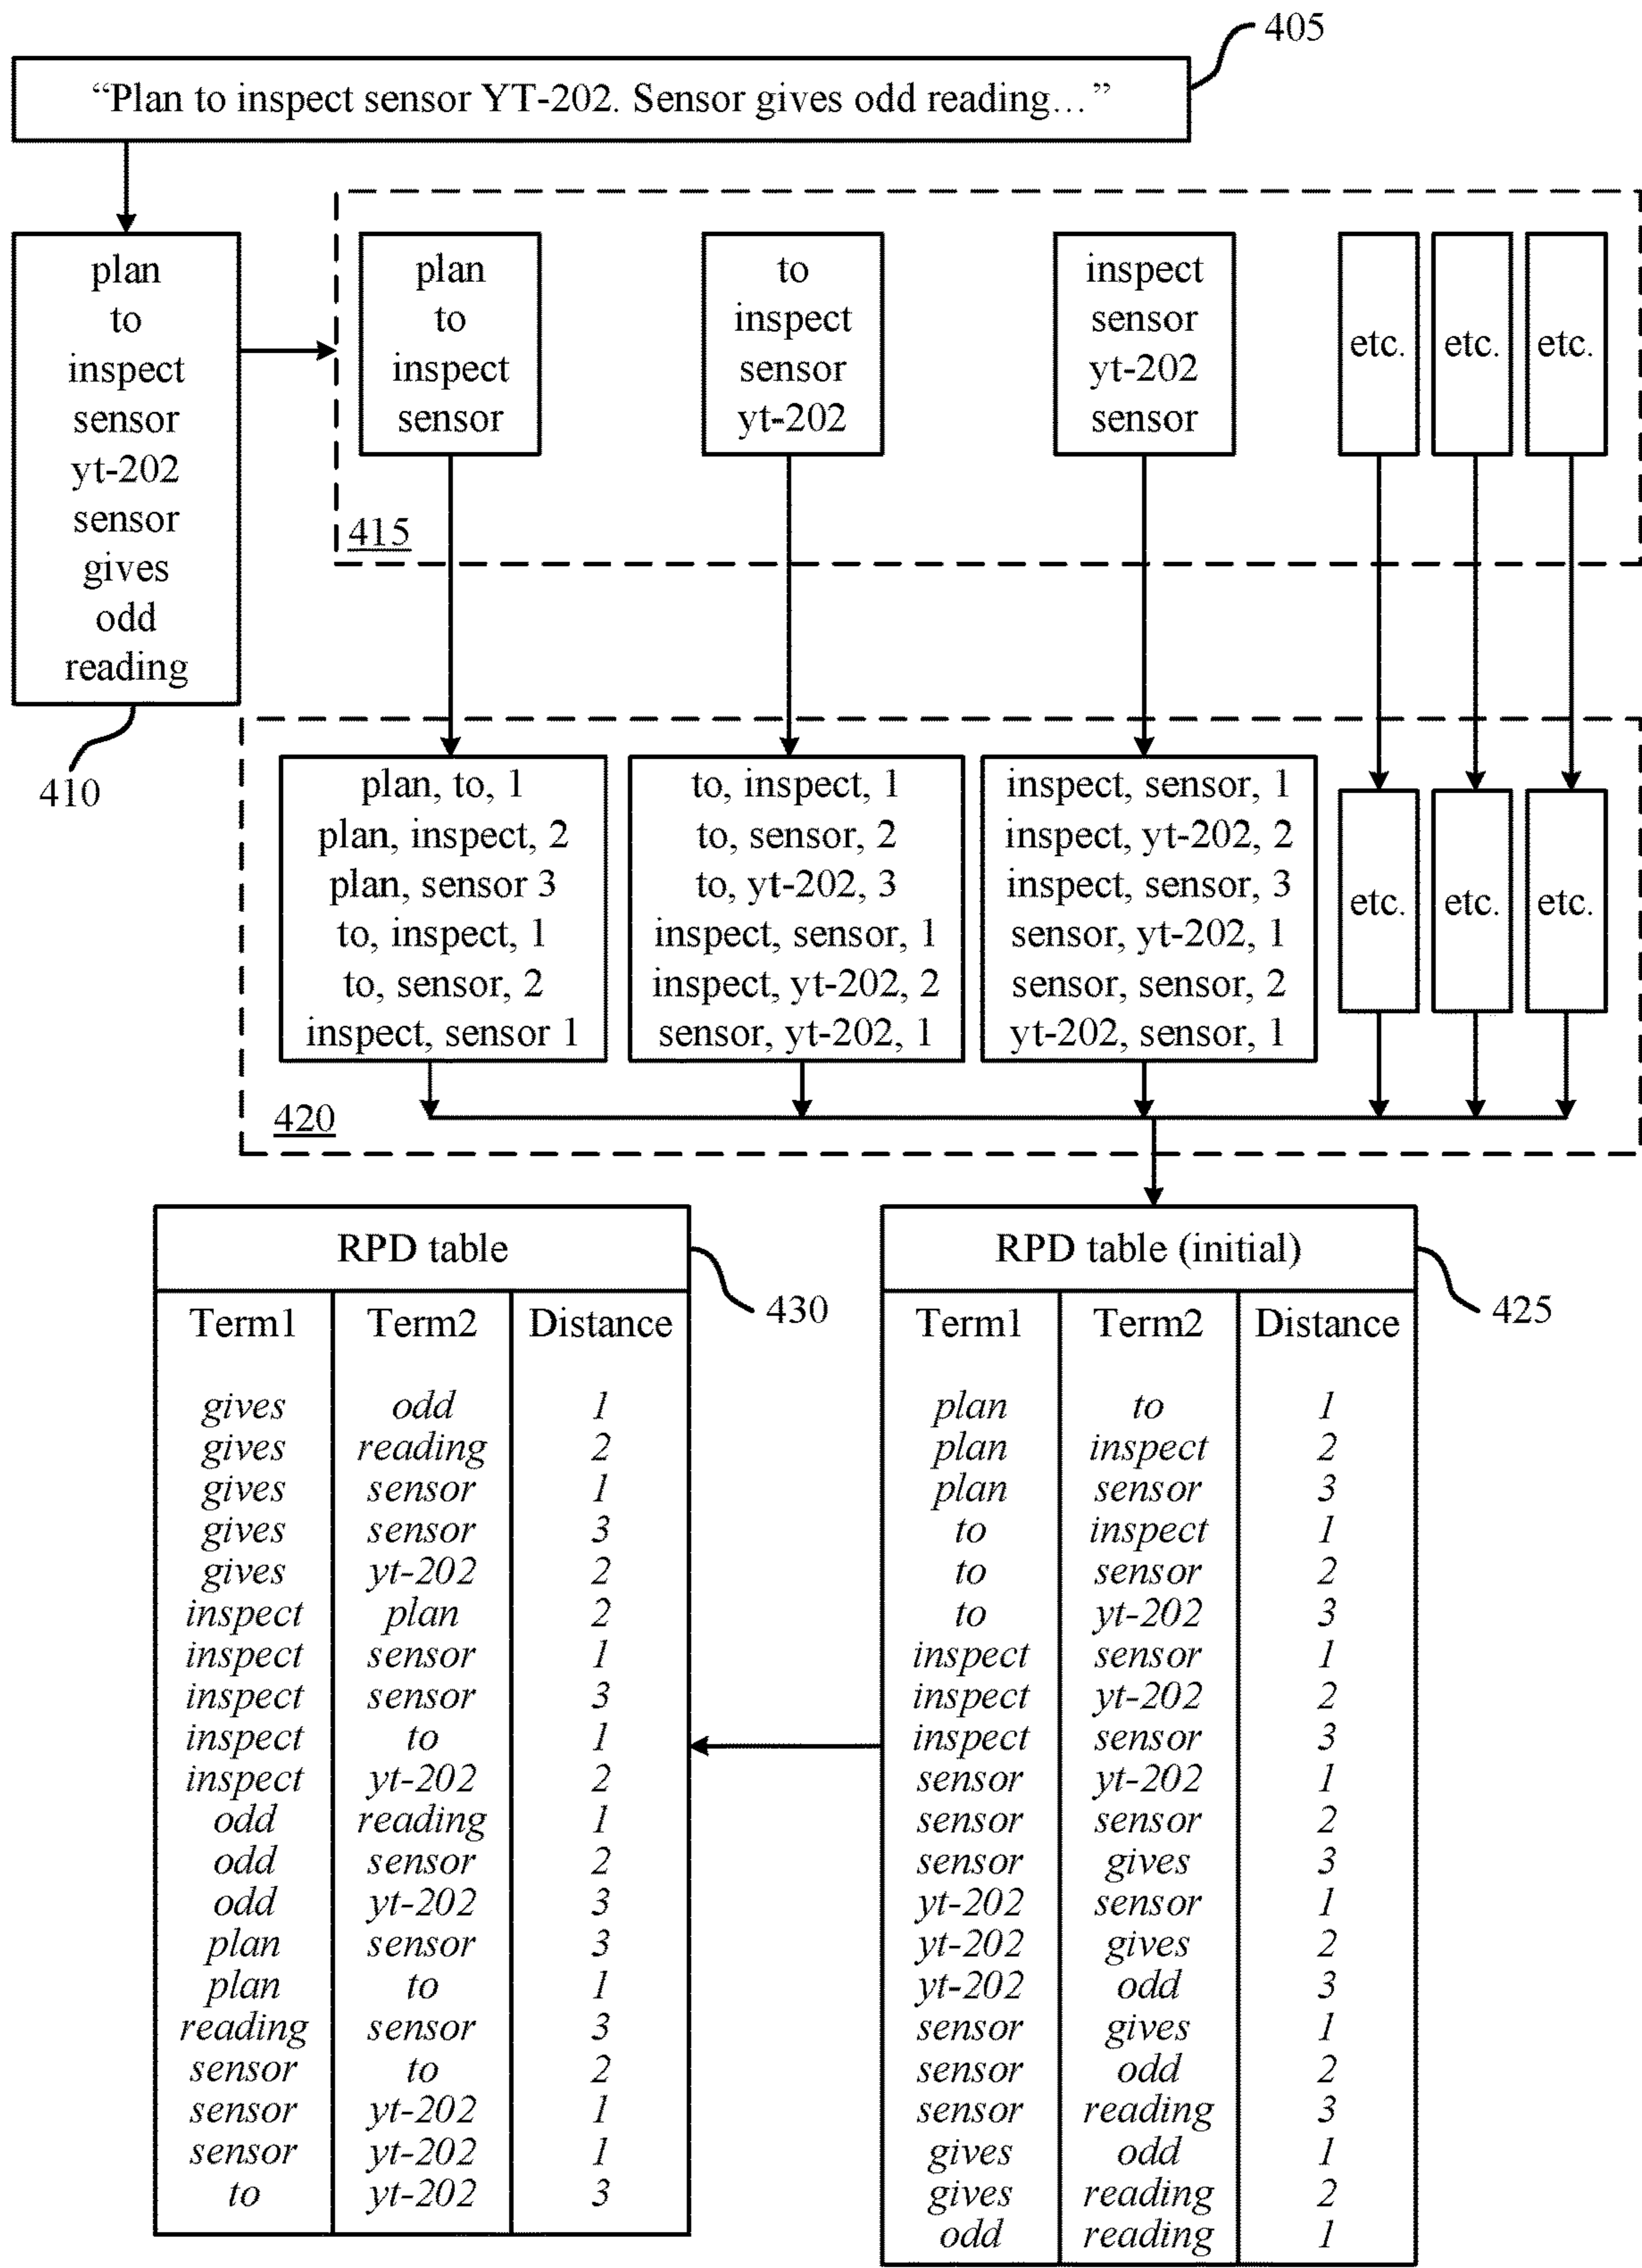 405
“Plan to inspect sensor YT-202. Sensor gives odd reading...”
plan
to
inspect
sensor
yt-202
sensor
gives
odd
reading
410
plan
to
inspect
sensor
to
inspect
sensor
yt-202
inspect
sensor
yt-202
sensor
etc.
etc.
etc.
415
plan, to, 1
plan, inspect, 2
plan, sensor 3
to, inspect, 1
to, sensor, 2
inspect, sensor 1
to, inspect, 1
to, sensor, 2
to, yt-202, 3
inspect, sensor, 1
inspect, yt-202, 2
sensor, yt-202, 1
inspect, sensor, 1
inspect, yt-202, 2
inspect, sensor, 3
sensor, yt-202, 1
sensor, sensor, 2
yt-202, sensor, 1
etc.
etc.
etc.
420
RPD table
430
Term1 Term2 Distance
gives odd 1
gives reading 2
gives sensor 1
gives sensor 3
gives yt-202 2
inspect plan 2
inspect sensor 1
inspect sensor 3
inspect to 1
inspect yt-202 2
odd reading 1
odd sensor 2
odd yt-202 3
plan sensor 3
plan to 1
reading sensor 3
sensor to 2
sensor yt-202 1
sensor yt-202 1
to yt-202 3
RPD table (initial)
425
Term1 Term2 Distance
plan to 1
plan inspect 2
plan sensor 3
to inspect 1
to sensor 2
to yt-202 3
inspect sensor 1
inspect yt-202 2
inspect sensor 3
sensor yt-202 1
sensor sensor 2
sensor gives 3
yt-202 sensor 1
yt-202 gives 2
yt-202 odd 3
sensor gives 1
sensor odd 2
sensor reading 3
gives odd 1
gives reading 2
odd reading 1